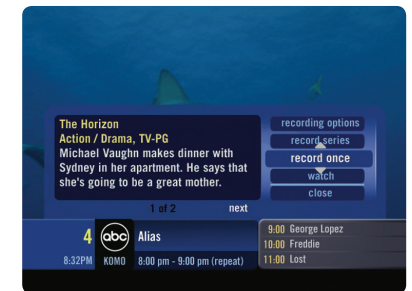 The Horizon
Action / Drama, TV-PG
Michael Vaughn makes dinner with
Sydney in her apartment. He says that
she's going to be a great mother.
1 of 2 next
recording options
record series
record once
watch
close
4 abc Alias
8:32PM KOMO 8:00 pm - 9:00 pm (repeat)
9:00 George Lopez
10:00 Freddie
11:00 Lost